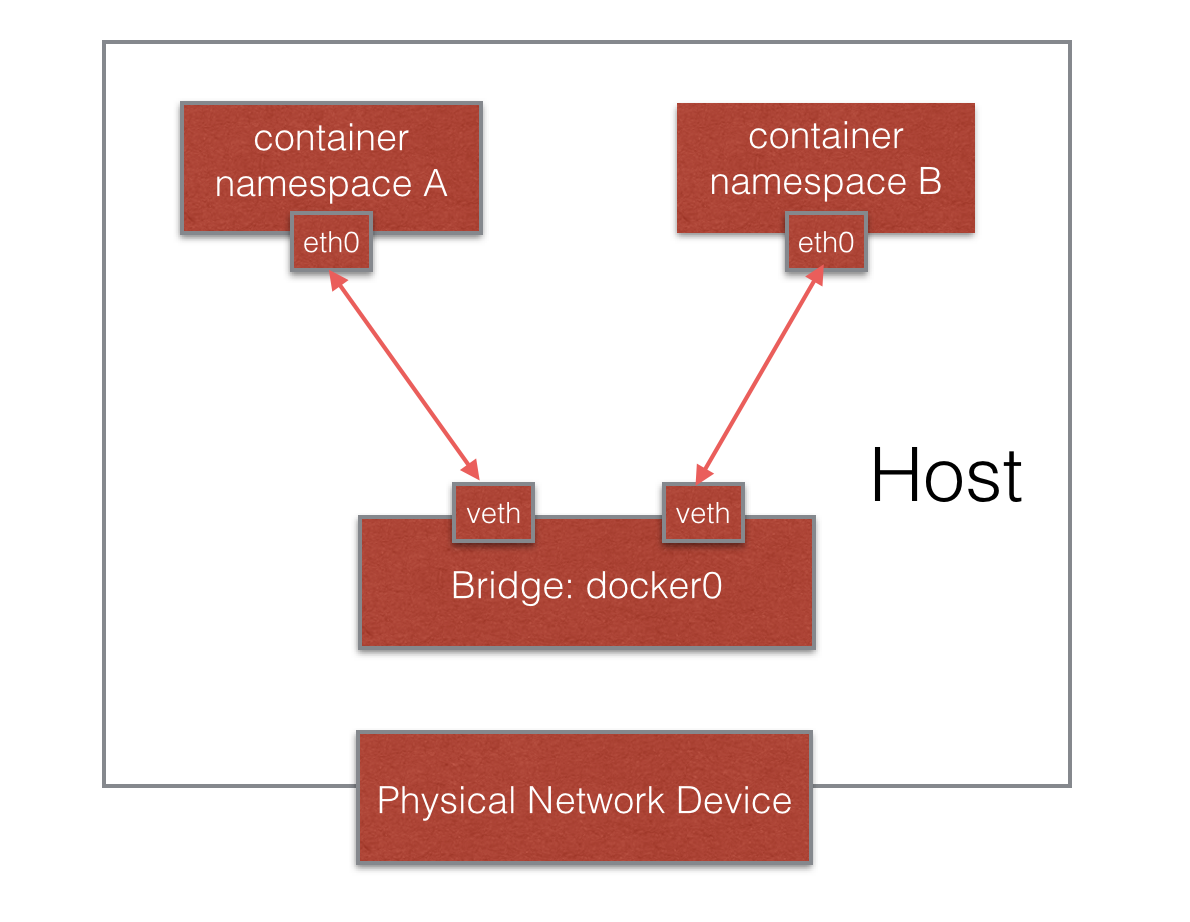 container
namespace A
eth0
container
namespace B
eth0
Host
veth
veth
Bridge: docker0
Physical Network Device